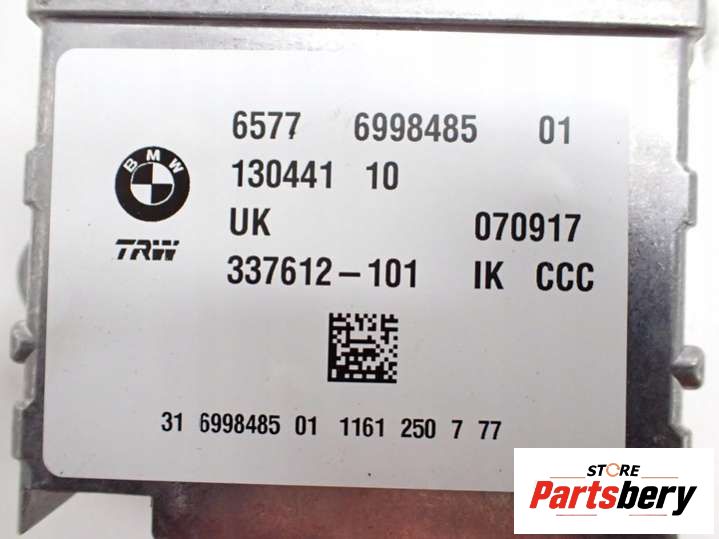 6577 6998485 01
130441 10
BMW
UK 070917
TRW
337612-101 IK CCC
31 6998485 01 1161 250 7 77
STORE
Partsbery